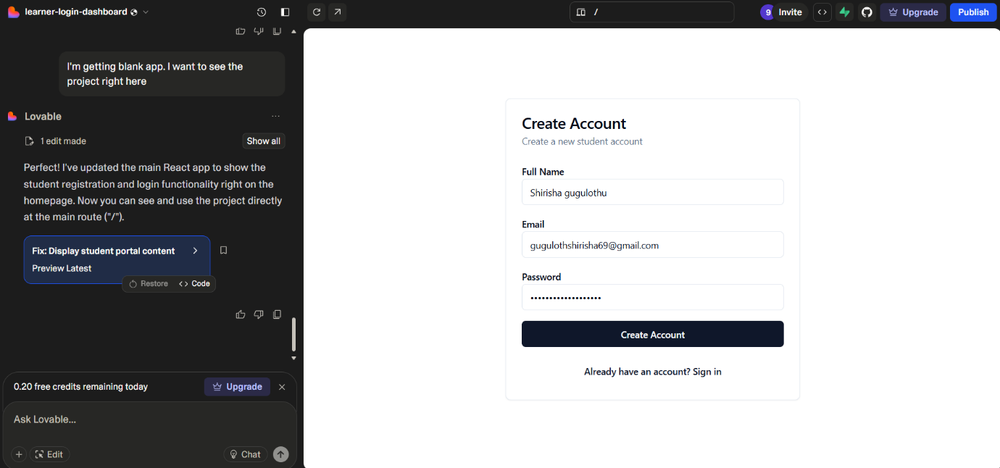 learner-login-dashboard
/
9
Invite
Upgrade
Publish
I'm getting blank app. I want to see the
project right here
Lovable
1 edit made
Show all
Perfect! I've updated the main React app to show the
student registration and login functionality right on the
homepage. Now you can see and use the project directly
at the main route ("/").
Fix: Display student portal content
Preview Latest
Restore
Code
0.20 free credits remaining today
Upgrade
Ask Lovable...
Edit
Chat
Create Account
Create a new student account
Full Name
Shirisha gugulothu
Email
gugulothshirisha69@gmail.com
Password
•••••••••••••••••••
Create Account
Already have an account? Sign in